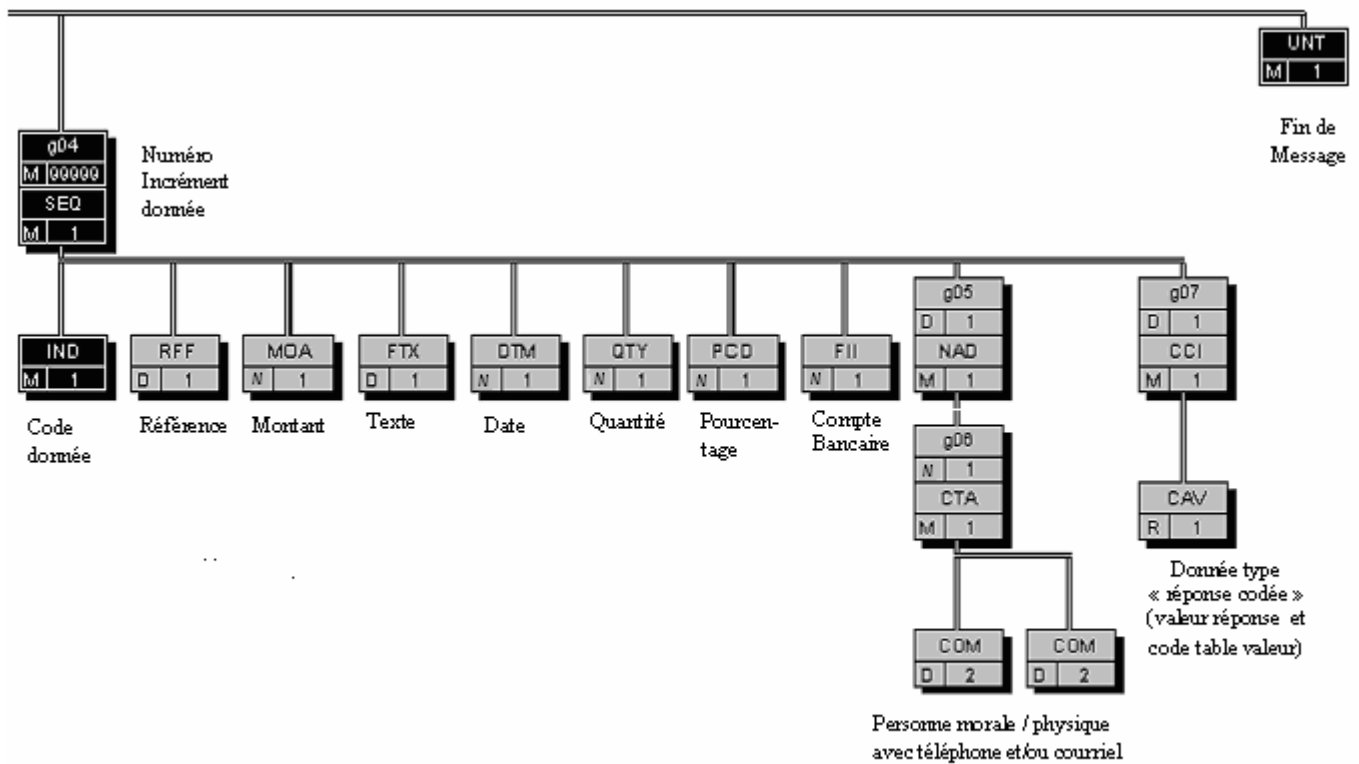 UNT
M 1
Fin de
Message
g04
M 99999
SEQ
M 1
Numéro
Incrément
donnée
IND
M 1
Code
donnée
RFF
D 1
Référence
MOA
N 1
Montant
FTX
D 1
Texte
DTM
N 1
Date
QTY
N 1
Quantité
PCD
N 1
Pourcen-
tage
FII
N 1
Compte
Bancaire
g05
D 1
NAD
M 1
g06
N 1
CTA
M 1
COM
D 2
COM
D 2
Personne morale / physique
avec téléphone et/ou courriel
g07
D 1
CCI
M 1
CAV
R 1
Donnée type
« réponse codée »
(valeur réponse et
code table valeur)